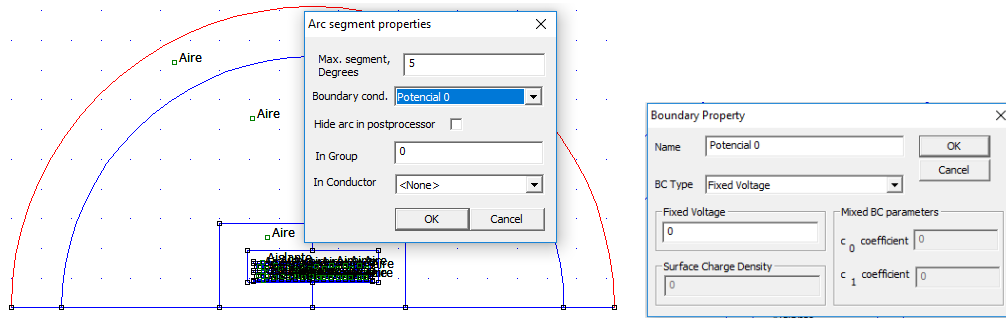 Aire
Aire
Aire
Aislante
Aire
Arc segment properties
Max. segment,
Degrees
5
Boundary cond.
Potencial 0
Hide arc in postprocessor
In Group
0
In Conductor
<None>
OK
Cancel
Boundary Property
Name
Potencial 0
OK
Cancel
BC Type
Fixed Voltage
Fixed Voltage
0
Surface Charge Density
0
Mixed BC parameters
c 0 coefficient
0
c 1 coefficient
0